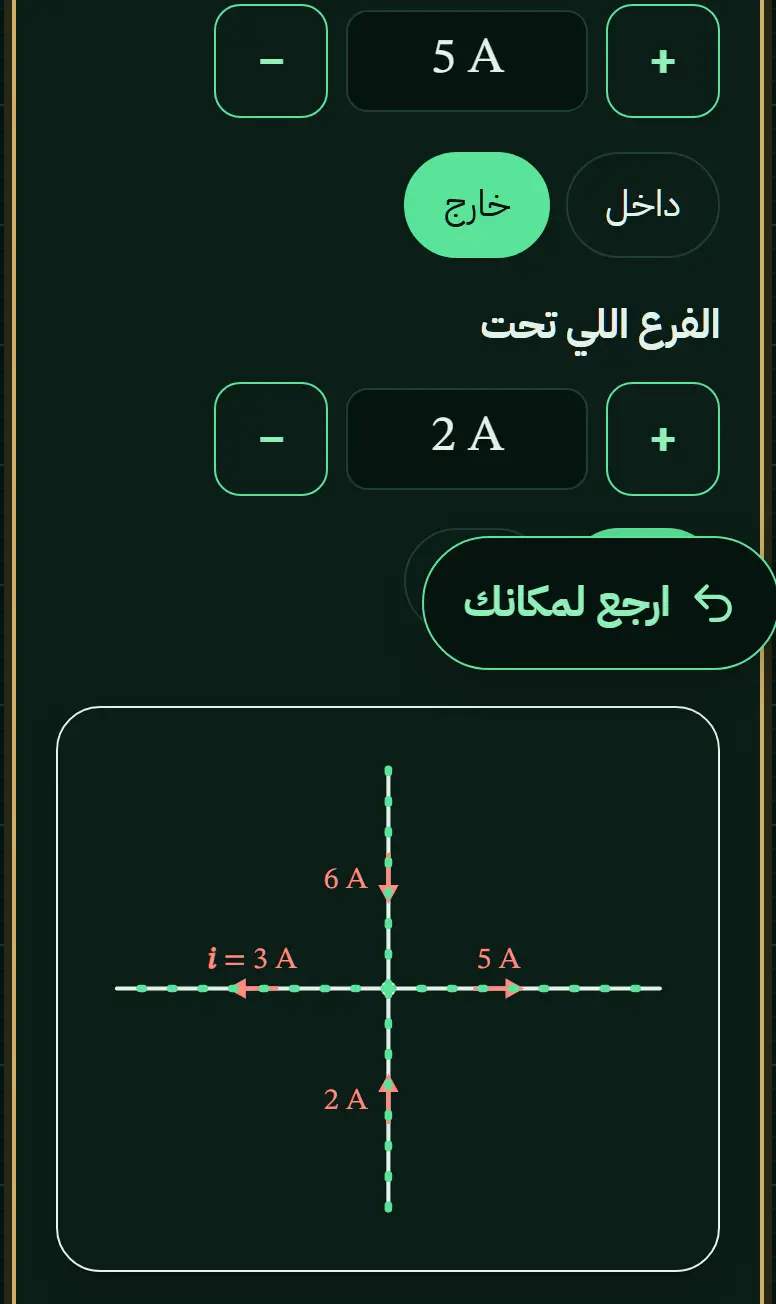 + 5 A −
داخل خارج
الفرع اللي تحت
+ 2 A −
ارجع لمكانك
6 A
i = 3 A
5 A
2 A